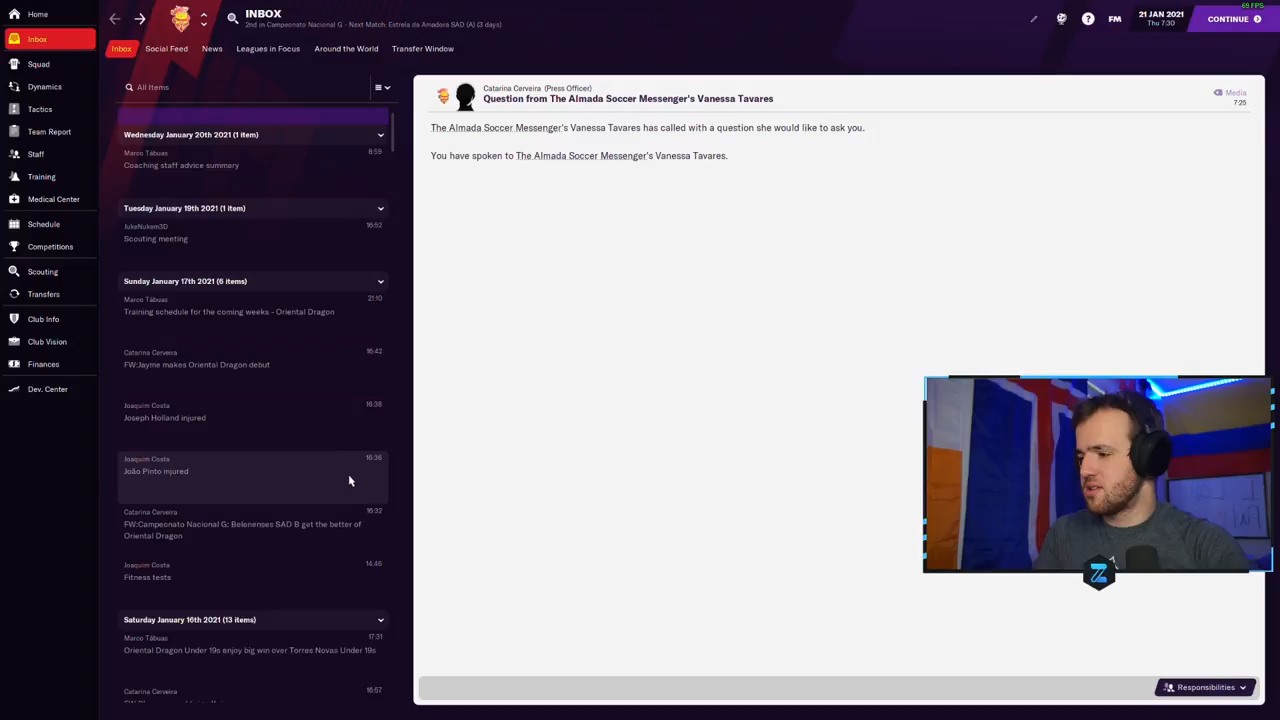 69 FPS
INBOX
2nd in Campeonato Nacional G - Next Match: Estrela da Amadora SAD (A) (3 days)
FM
21 JAN 2021
Thu 7:30
CONTINUE
Home
Inbox
Squad
Dynamics
Tactics
Team Report
Staff
Training
Medical Center
Schedule
Competitions
Scouting
Transfers
Club Info
Club Vision
Finances
Dev. Center
Inbox
Social Feed
News
Leagues in Focus
Around the World
Transfer Window
All Items
Wednesday January 20th 2021 (1 item)
Marco Tábuas 8:59
Coaching staff advice summary
Tuesday January 19th 2021 (1 item)
JukeNukem3D 16:52
Scouting meeting
Sunday January 17th 2021 (6 items)
Marco Tábuas 21:10
Training schedule for the coming weeks - Oriental Dragon
Catarina Cerveira 16:42
FW:Jayme makes Oriental Dragon debut
Joaquim Costa 16:38
Joseph Holland injured
Joaquim Costa 16:36
João Pinto injured
Catarina Cerveira 16:32
FW:Campeonato Nacional G: Belenenses SAD B get the better of
Oriental Dragon
Joaquim Costa 14:46
Fitness tests
Saturday January 16th 2021 (13 items)
Marco Tábuas 17:31
Oriental Dragon Under 19s enjoy big win over Torres Novas Under 19s
Catarina Cerveira 16:57
Catarina Cerveira (Press Officer)
Question from The Almada Soccer Messenger's Vanessa Tavares
Media
7:25
The Almada Soccer Messenger's Vanessa Tavares has called with a question she would like to ask you.
You have spoken to The Almada Soccer Messenger's Vanessa Tavares.
Responsibilities